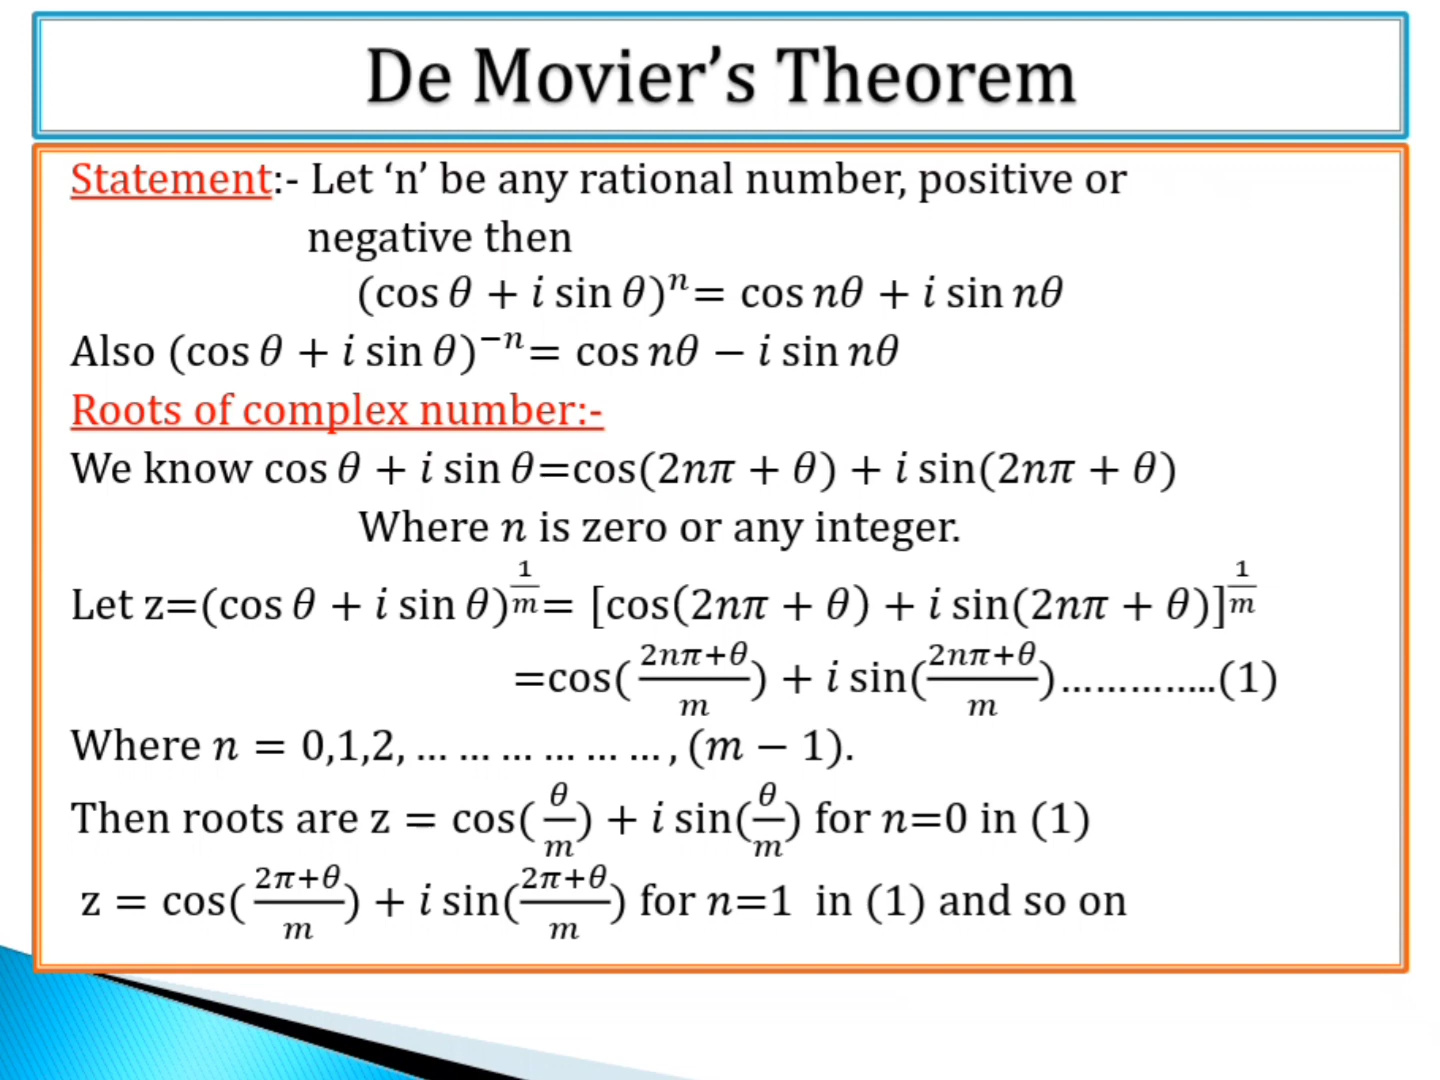 De Movier’s Theorem
Statement:- Let ‘n’ be any rational number, positive or
negative then
(cos θ + i sin θ)ⁿ= cos nθ + i sin nθ
Also (cos θ + i sin θ)⁻ⁿ= cos nθ − i sin nθ
Roots of complex number:-
We know cos θ + i sin θ=cos(2nπ + θ) + i sin(2nπ + θ)
Where n is zero or any integer.
Let z=(cos θ + i sin θ)^(1/m)= [cos(2nπ + θ) + i sin(2nπ + θ)]^(1/m)
=cos((2nπ+θ)/m) + i sin((2nπ+θ)/m)…………..(1)
Where n = 0,1,2, … … … … … … , (m − 1).
Then roots are z = cos(θ/m) + i sin(θ/m) for n=0 in (1)
z = cos((2π+θ)/m) + i sin((2π+θ)/m) for n=1 in (1) and so on